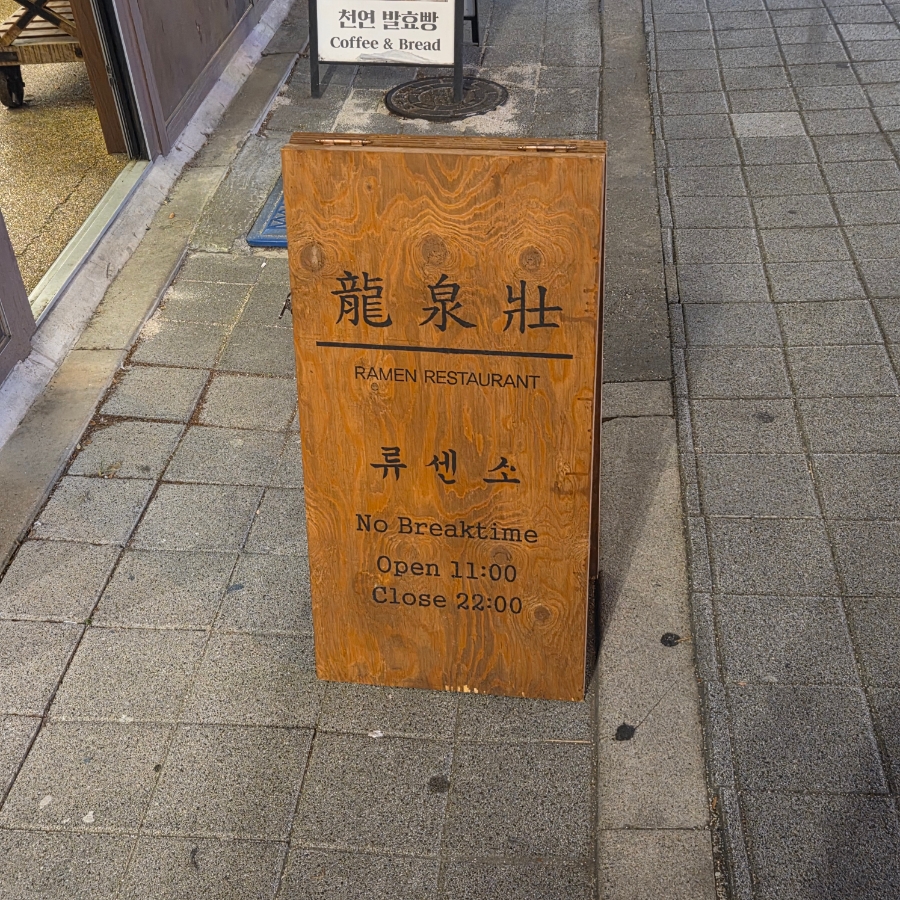 천연 발효빵
Coffee & Bread
龍泉壯
RAMEN RESTAURANT
류센소
No Breaktime
Open 11:00
Close 22:00